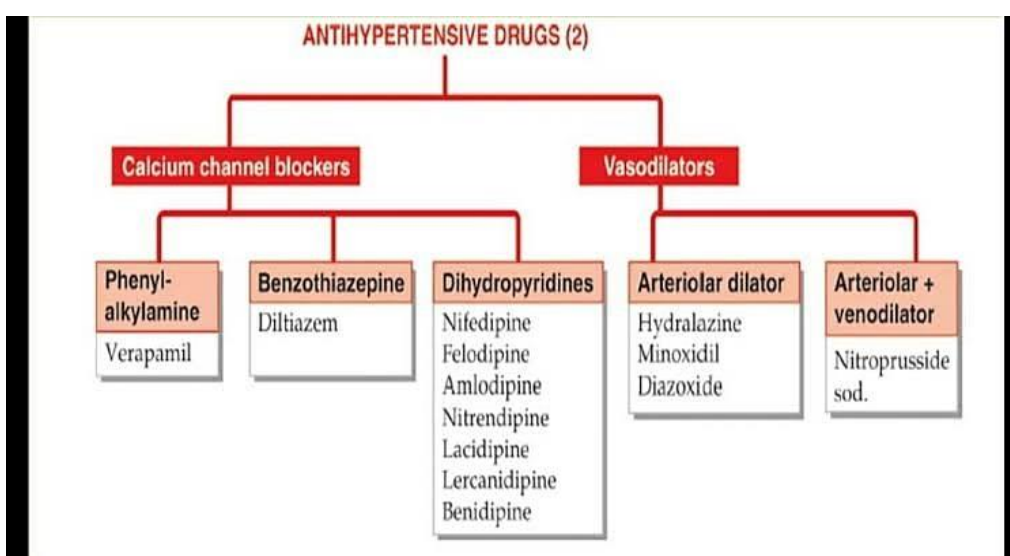 ANTIHYPERTENSIVE DRUGS (2)
Calcium channel blockers
Vasodilators
Phenyl-
alkylamine
Verapamil
Benzothiazepine
Diltiazem
Dihydropyridines
Nifedipine
Felodipine
Amlodipine
Nitrendipine
Lacidipine
Lercanidipine
Benidipine
Arteriolar dilator
Hydralazine
Minoxidil
Diazoxide
Arteriolar +
venodilator
Nitroprusside
sod.